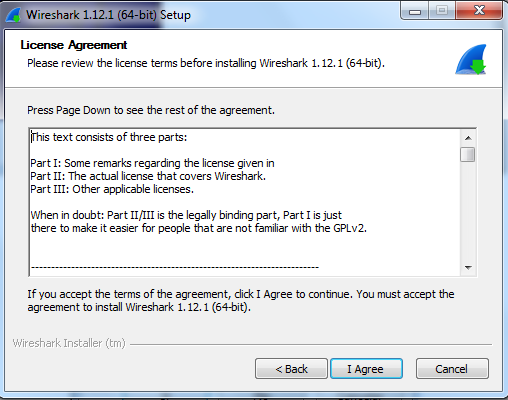 Wireshark 1.12.1 (64-bit) Setup
License Agreement
Please review the license terms before installing Wireshark 1.12.1 (64-bit).
Press Page Down to see the rest of the agreement.
This text consists of three parts:
Part I: Some remarks regarding the license given in
Part II: The actual license that covers Wireshark.
Part III: Other applicable licenses.
When in doubt: Part II/III is the legally binding part, Part I is just
there to make it easier for people that are not familiar with the GPLv2.
------------------------------------------------------------------------
If you accept the terms of the agreement, click I Agree to continue. You must accept the
agreement to install Wireshark 1.12.1 (64-bit).
Wireshark Installer (tm)
< Back I Agree Cancel